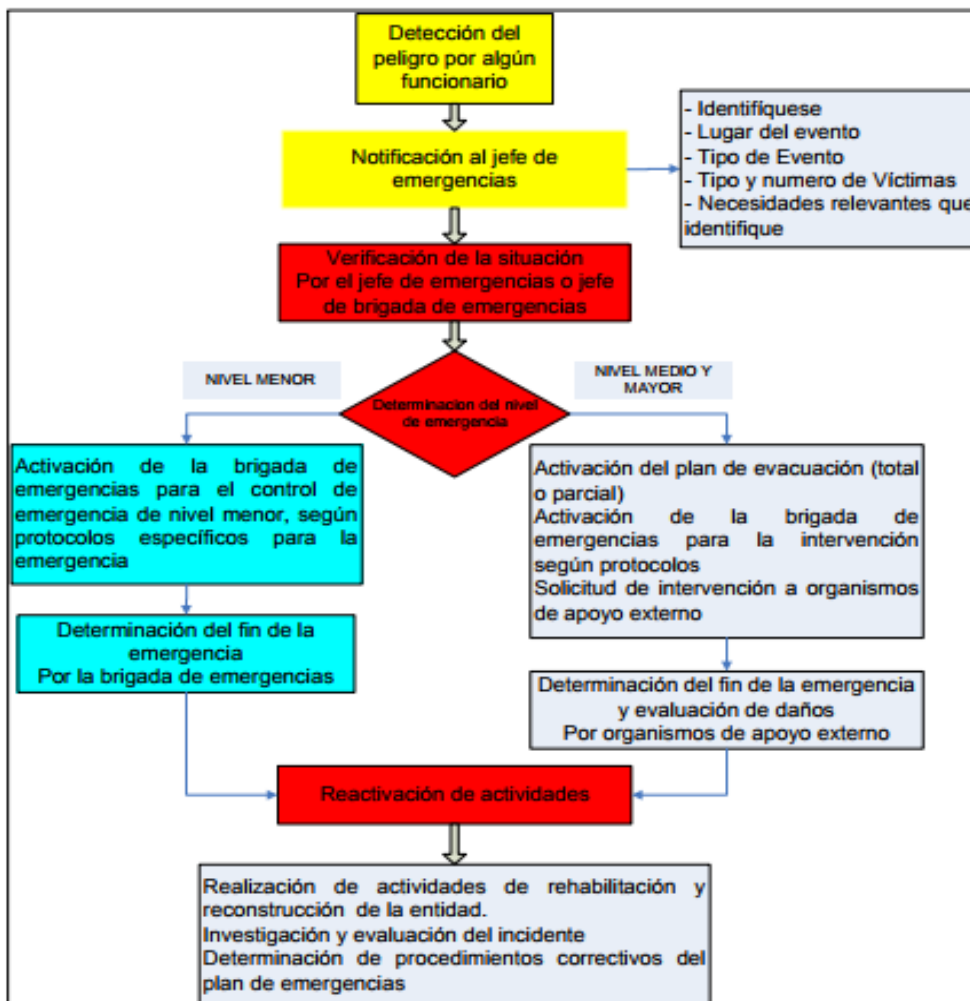 Detección del
peligro por algún
funcionario
Notificación al jefe de
emergencias
- Identifíquese
- Lugar del evento
- Tipo de Evento
- Tipo y numero de Víctimas
- Necesidades relevantes que
identifique
Verificación de la situación
Por el jefe de emergencias o jefe
de brigada de emergencias
Determinacion del nivel
de emergencia
NIVEL MENOR
NIVEL MEDIO Y
MAYOR
Activación de la brigada de
emergencias para el control de
emergencia de nivel menor, según
protocolos específicos para la
emergencia
Determinación del fin de la
emergencia
Por la brigada de emergencias
Activación del plan de evacuación (total
o parcial)
Activación de la brigada de
emergencias para la intervención
según protocolos
Solicitud de intervención a organismos
de apoyo externo
Determinación del fin de la emergencia
y evaluación de daños
Por organismos de apoyo externo
Reactivación de actividades
Realización de actividades de rehabilitación y
reconstrucción de la entidad.
Investigación y evaluación del incidente
Determinación de procedimientos correctivos del
plan de emergencias